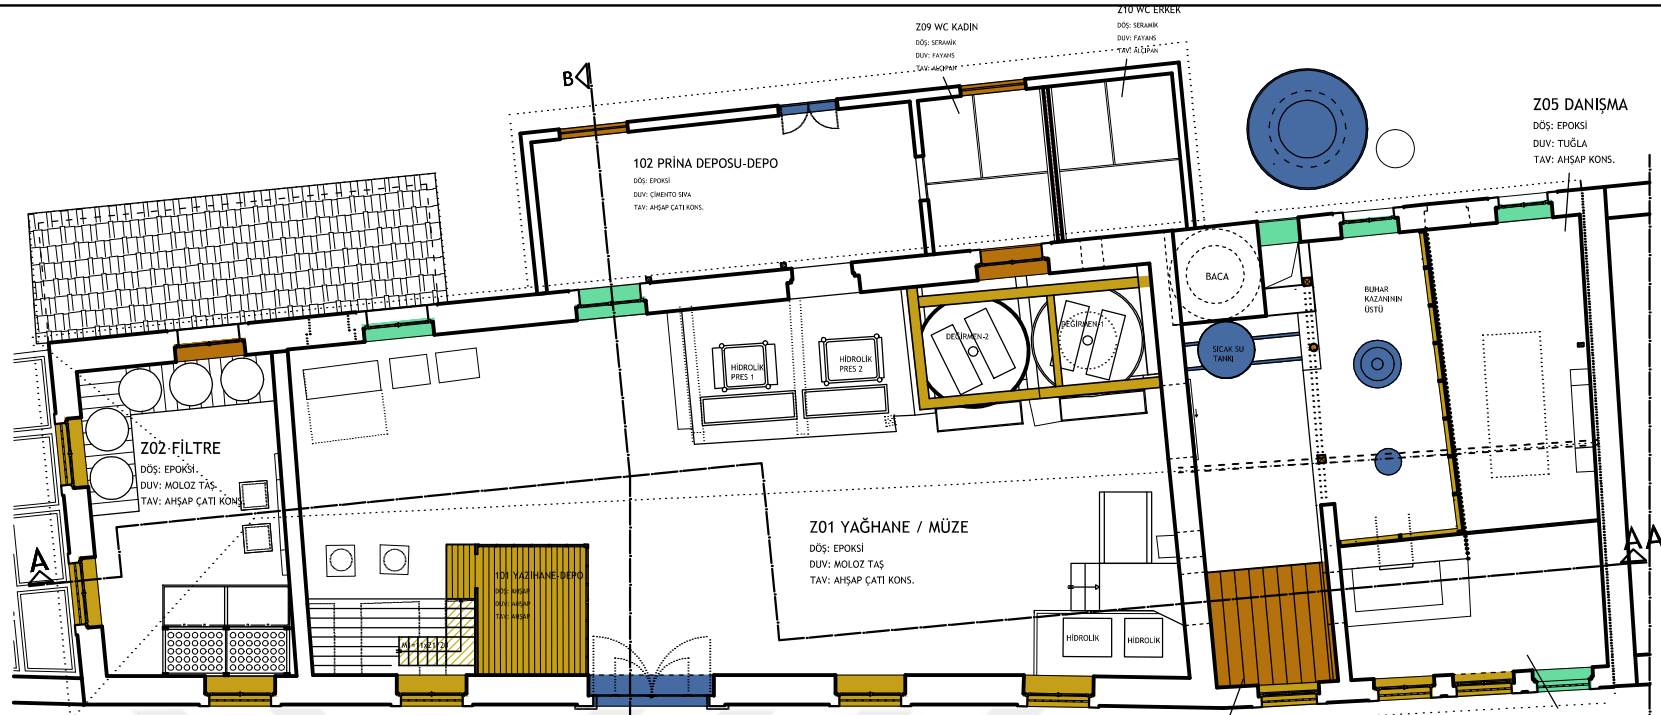 Z10 WC ERKEK
DÖŞ: SERAMİK
DUV: FAYANS
TAV: ALÇIPAN
Z09 WC KADIN
DÖŞ: SERAMİK
DUV: FAYANS
TAV: ALÇIPAN
B
Z05 DANIŞMA
DÖŞ: EPOKSİ
DUV: TUĞLA
TAV: AHŞAP KONS.
102 PRİNA DEPOSU-DEPO
DÖŞ: EPOKSİ
DUV: ÇİMENTO SIVA
TAV: AHŞAP ÇATI KONS.
BACA
BUHAR
KAZANININ
ÜSTÜ
DEĞİRMEN-2
DEĞİRMEN-1
SICAK SU
TANKI
HİDROLİK
PRES 1
HİDROLİK
PRES 2
Z02 FİLTRE
DÖŞ: EPOKSİ
DUV: MOLOZ TAŞ
TAV: AHŞAP ÇATI KONS.
Z01 YAĞHANE / MÜZE
DÖŞ: EPOKSİ
DUV: MOLOZ TAŞ
TAV: AHŞAP ÇATI KONS.
A
A
A
101 YAZIHANE-DEPO
DÖŞ: AHŞAP
DUV: AHŞAP
TAV: AHŞAP
HİDROLİK
HİDROLİK